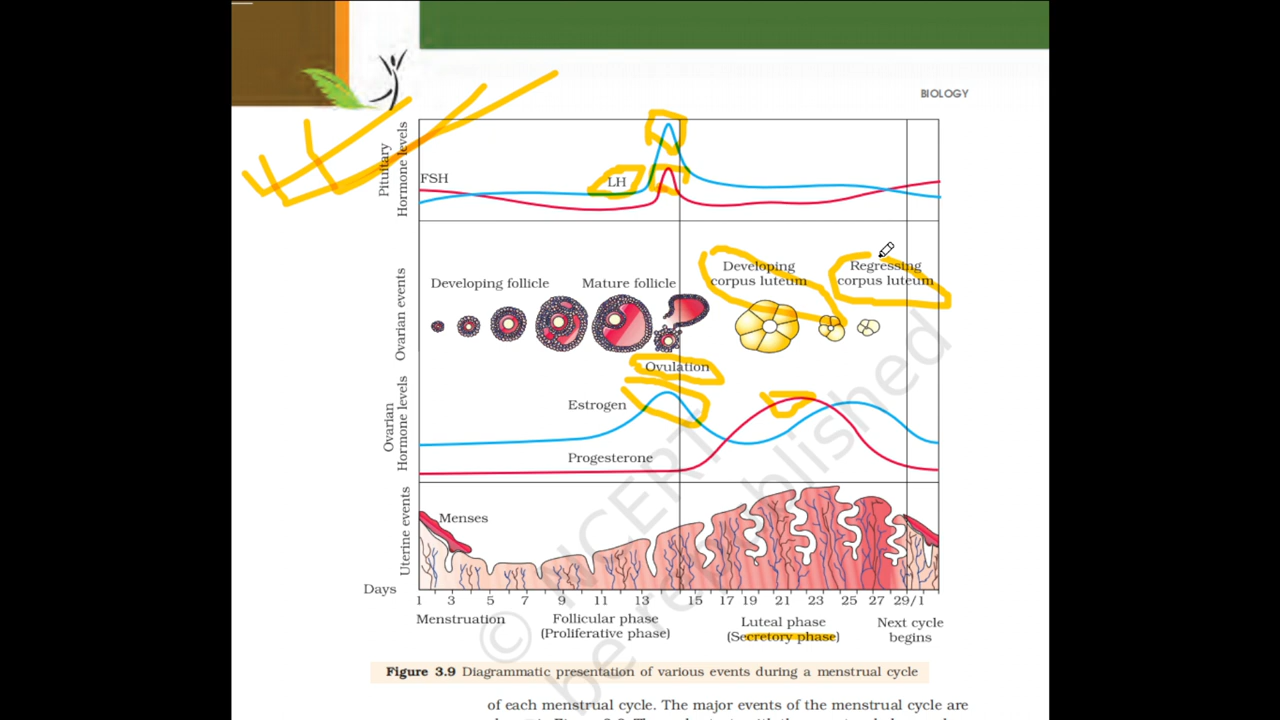 BIOLOGY
Pituitary
Hormone levels
FSH
LH
Ovarian events
Developing follicle
Mature follicle
Developing
corpus luteum
Regressing
corpus luteum
Ovulation
Ovarian
Hormone levels
Estrogen
Progesterone
Uterine events
Menses
Days
1 3 5 7 9 11 13 15 17 19 21 23 25 27 29/1
Menstruation
Follicular phase
(Proliferative phase)
Luteal phase
(Secretory phase)
Next cycle
begins
© NCERT
be republished
Figure 3.9 Diagrammatic presentation of various events during a menstrual cycle
of each menstrual cycle. The major events of the menstrual cycle are